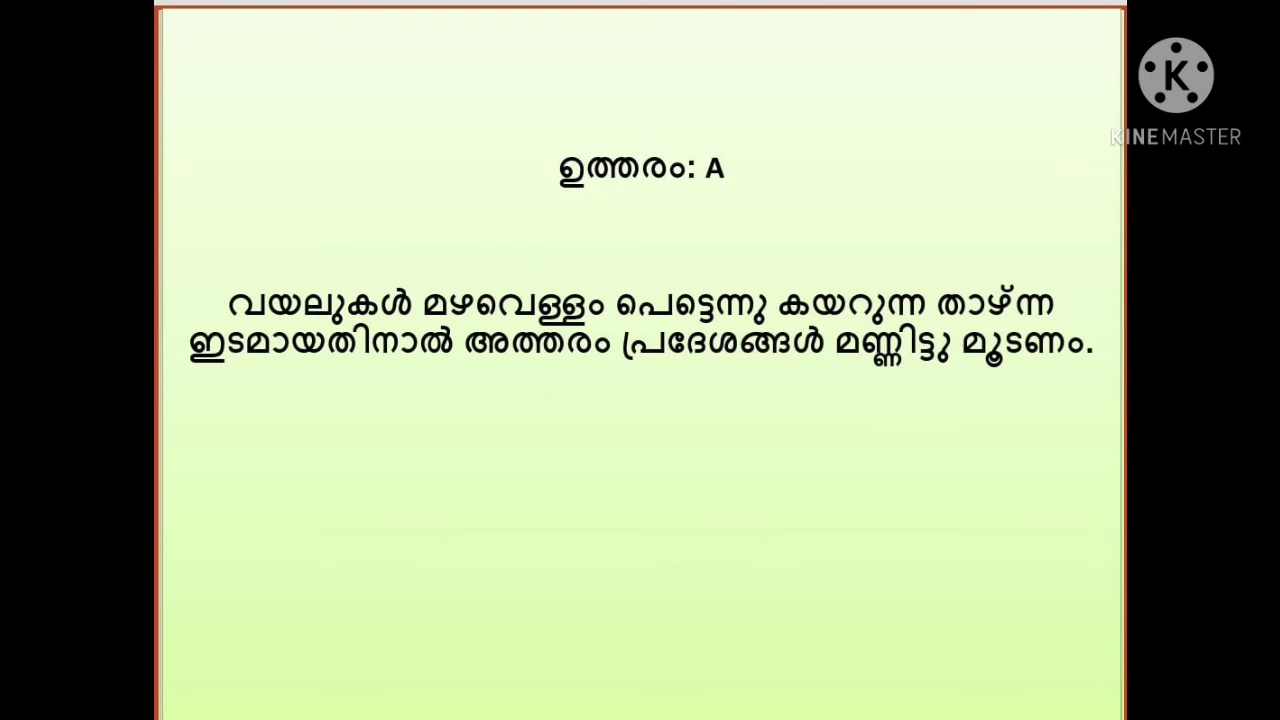 K
KINEMASTER
ഉത്തരം: A
വയലുകൾ മഴവെള്ളം പെട്ടെന്നു കയറുന്ന താഴ്ന്ന
ഇടമായതിനാൽ അത്തരം പ്രദേശങ്ങൾ മണ്ണിട്ടു മൂടണം.